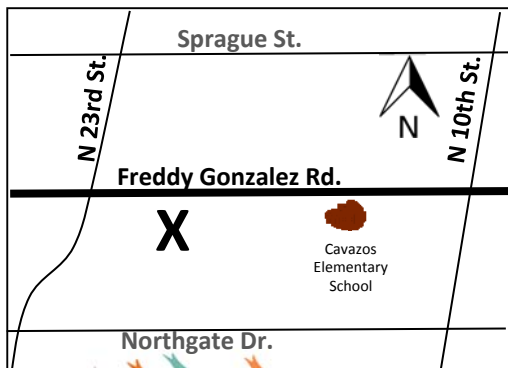 Sprague St.
N 23rd St.
N 10th St.
N
Freddy Gonzalez Rd.
X
Cavazos
Elementary
School
Northgate Dr.